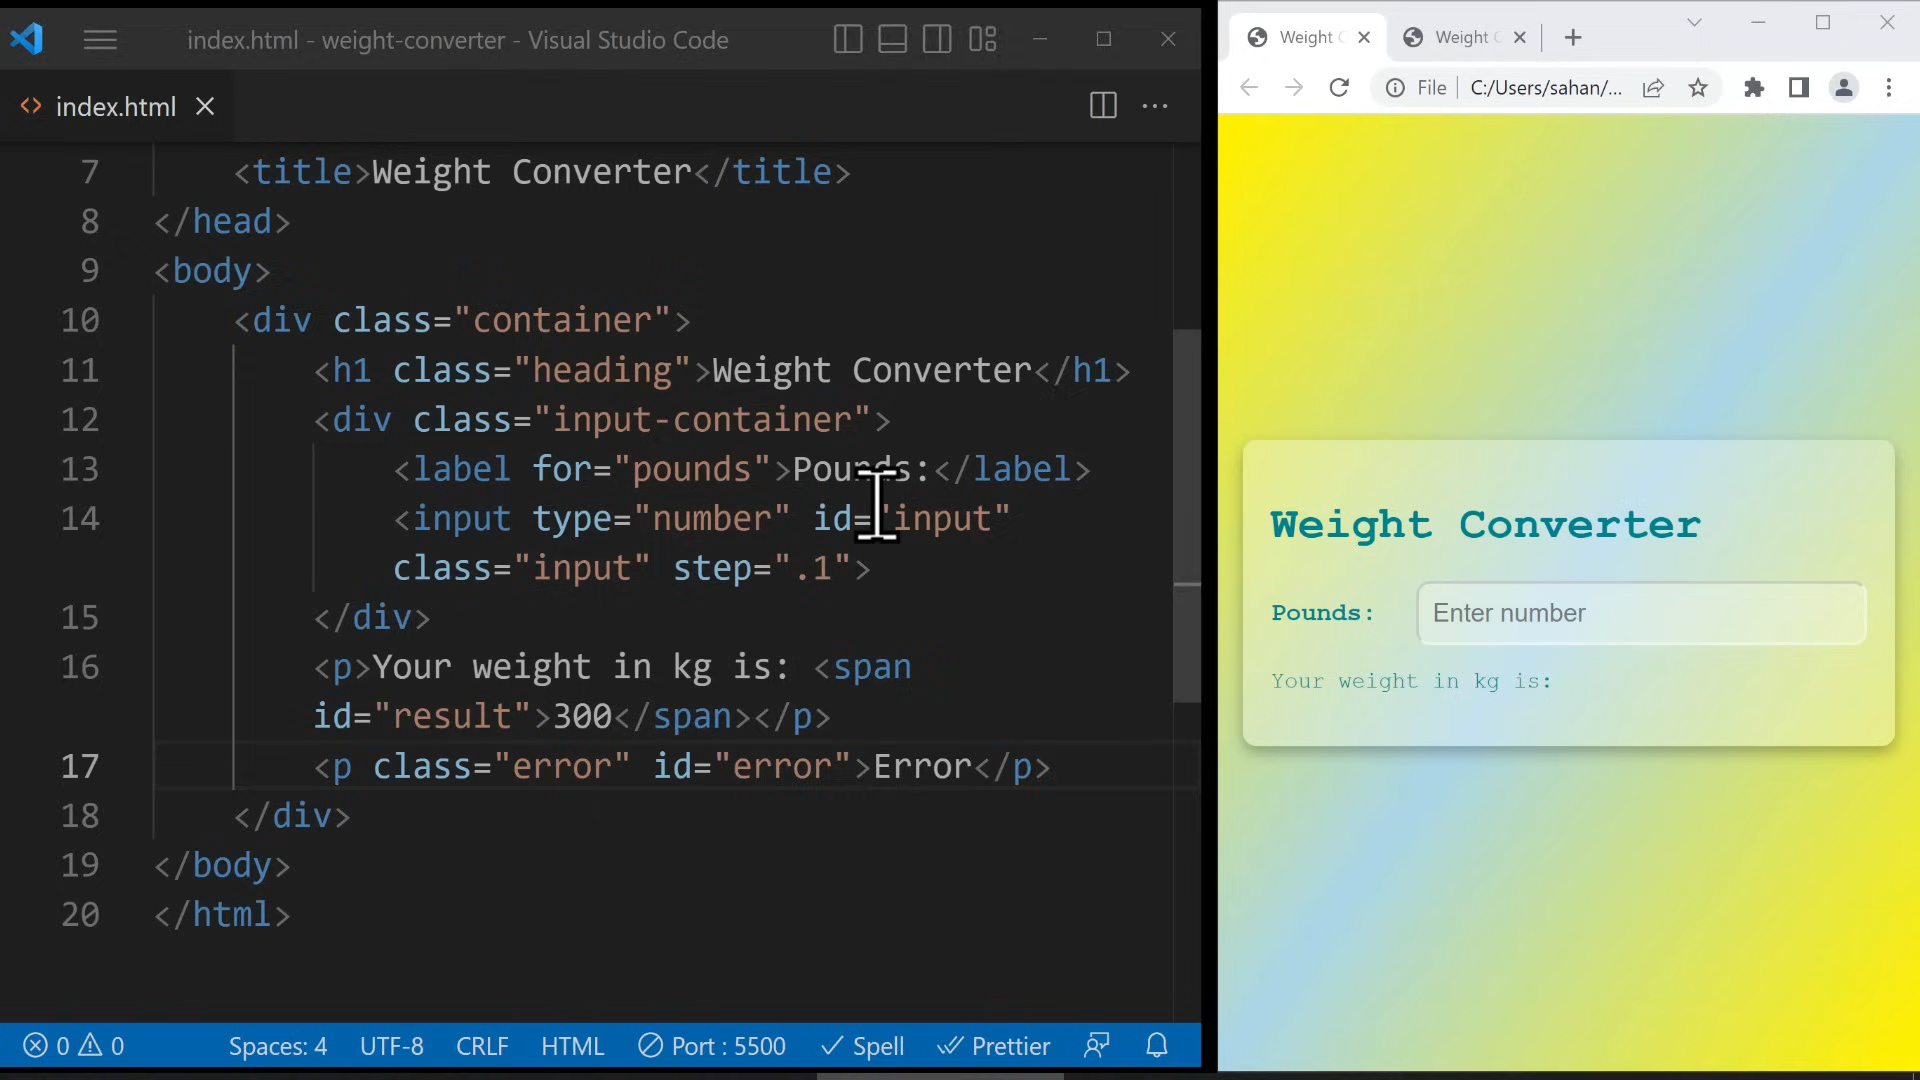 index.html - weight-converter - Visual Studio Code
index.html
7 <title>Weight Converter</title>
8 </head>
9 <body>
10 <div class="container">
11 <h1 class="heading">Weight Converter</h1>
12 <div class="input-container">
13 <label for="pounds">Pounds:</label>
14 <input type="number" id="input"
class="input" step=".1">
15 </div>
16 <p>Your weight in kg is: <span
id="result">300</span></p>
17 <p class="error" id="error">Error</p>
18 </div>
19 </body>
20 </html>
0 0 Spaces: 4 UTF-8 CRLF HTML Port : 5500 Spell Prettier
Weight C Weight C
File C:/Users/sahan/...
Weight Converter
Pounds: Enter number
Your weight in kg is: